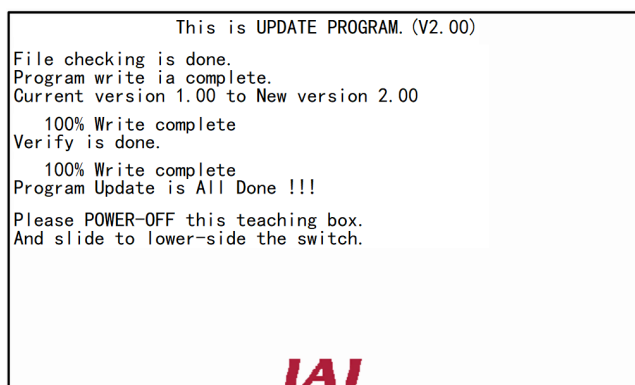 This is UPDATE PROGRAM.(V2.00)
File checking is done.
Program write ia complete.
Current version 1.00 to New version 2.00
100% Write complete
Verify is done.
100% Write complete
Program Update is All Done !!!
Please POWER-OFF this teaching box.
And slide to lower-side the switch.
IAI